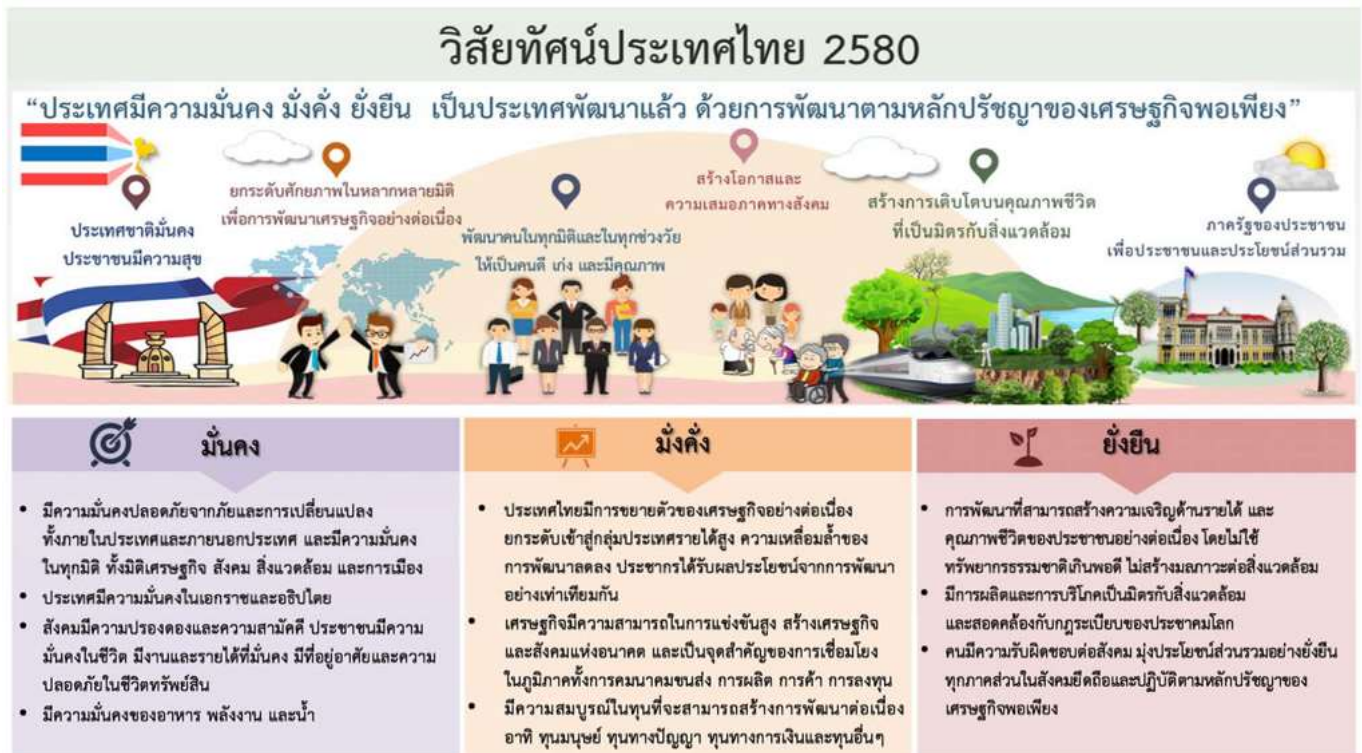 วิสัยทัศน์ประเทศไทย 2580
“ประเทศมีความมั่นคง มั่งคั่ง ยั่งยืน เป็นประเทศพัฒนาแล้ว ด้วยการพัฒนาตามหลักปรัชญาของเศรษฐกิจพอเพียง”
ประเทศชาติมั่นคง
ประชาชนมีความสุข
ยกระดับศักยภาพในหลากหลายมิติ
เพื่อการพัฒนาเศรษฐกิจอย่างต่อเนื่อง
พัฒนาคนในทุกมิติและในทุกช่วงวัย
ให้เป็นคนดี เก่ง และมีคุณภาพ
สร้างโอกาสและ
ความเสมอภาคทางสังคม
สร้างการเติบโตบนคุณภาพชีวิต
ที่เป็นมิตรกับสิ่งแวดล้อม
ภาครัฐของประชาชน
เพื่อประชาชนและประโยชน์ส่วนรวม
มั่นคง
• มีความมั่นคงปลอดภัยจากภัยและการเปลี่ยนแปลง
ทั้งภายในประเทศและภายนอกประเทศ และมีความมั่นคง
ในทุกมิติ ทั้งมิติเศรษฐกิจ สังคม สิ่งแวดล้อม และการเมือง
• ประเทศมีความมั่นคงในเอกราชและอธิปไตย
• สังคมมีความปรองดองและความสามัคคี ประชาชนมีความ
มั่นคงในชีวิต มีงานและรายได้ที่มั่นคง มีที่อยู่อาศัยและความ
ปลอดภัยในชีวิตทรัพย์สิน
• มีความมั่นคงของอาหาร พลังงาน และน้ำ
มั่งคั่ง
• ประเทศไทยมีการขยายตัวของเศรษฐกิจอย่างต่อเนื่อง
ยกระดับเข้าสู่กลุ่มประเทศรายได้สูง ความเหลื่อมล้ำของ
การพัฒนาลดลง ประชากรได้รับผลประโยชน์จากการพัฒนา
อย่างเท่าเทียมกัน
• เศรษฐกิจมีความสามารถในการแข่งขันสูง สร้างเศรษฐกิจ
และสังคมแห่งอนาคต และเป็นจุดสำคัญของการเชื่อมโยง
ในภูมิภาคทั้งการคมนาคมขนส่ง การผลิต การค้า การลงทุน
• มีความสมบูรณ์ในทุนที่จะสามารถสร้างการพัฒนาต่อเนื่อง
อาทิ ทุนมนุษย์ ทุนทางปัญญา ทุนทางการเงินและทุนอื่นๆ
ยั่งยืน
• การพัฒนาที่สามารถสร้างความเจริญด้านรายได้ และ
คุณภาพชีวิตของประชาชนอย่างต่อเนื่อง โดยไม่ใช้
ทรัพยากรธรรมชาติเกินพอดี ไม่สร้างมลภาวะต่อสิ่งแวดล้อม
• มีการผลิตและการบริโภคเป็นมิตรกับสิ่งแวดล้อม
และสอดคล้องกับกฎระเบียบของประชาคมโลก
• คนมีความรับผิดชอบต่อสังคม มุ่งประโยชน์ส่วนรวมอย่างยั่งยืน
ทุกภาคส่วนในสังคมยึดถือและปฏิบัติตามหลักปรัชญาของ
เศรษฐกิจพอเพียง